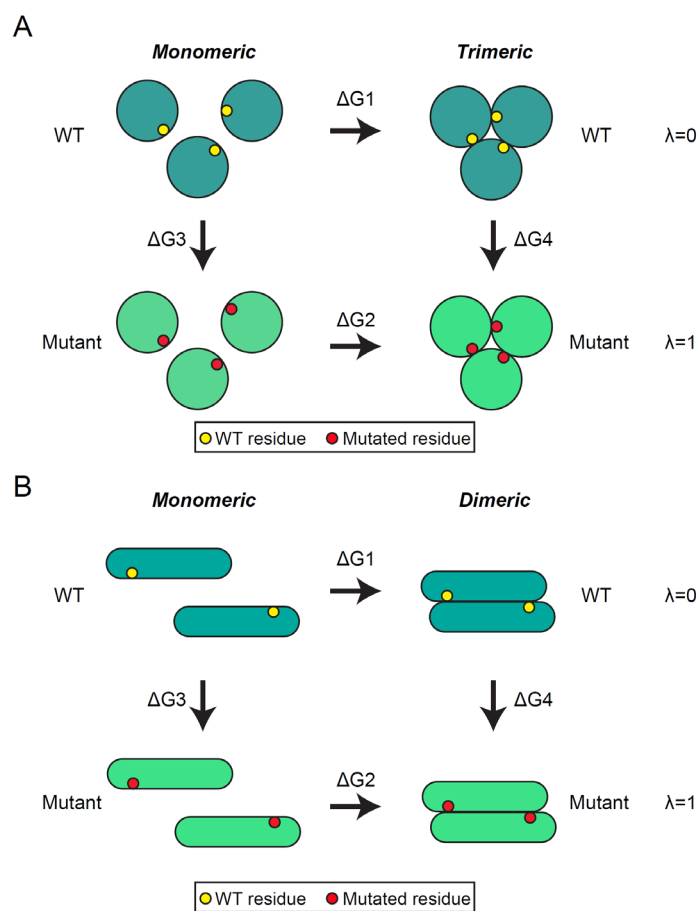 A
Monomeric
Trimeric
ΔG1
WT
WT
λ=0
ΔG3
ΔG4
Mutant
ΔG2
Mutant
λ=1
WT residue
Mutated residue
B
Monomeric
Dimeric
ΔG1
WT
WT
λ=0
ΔG3
ΔG4
Mutant
ΔG2
Mutant
λ=1
WT residue
Mutated residue